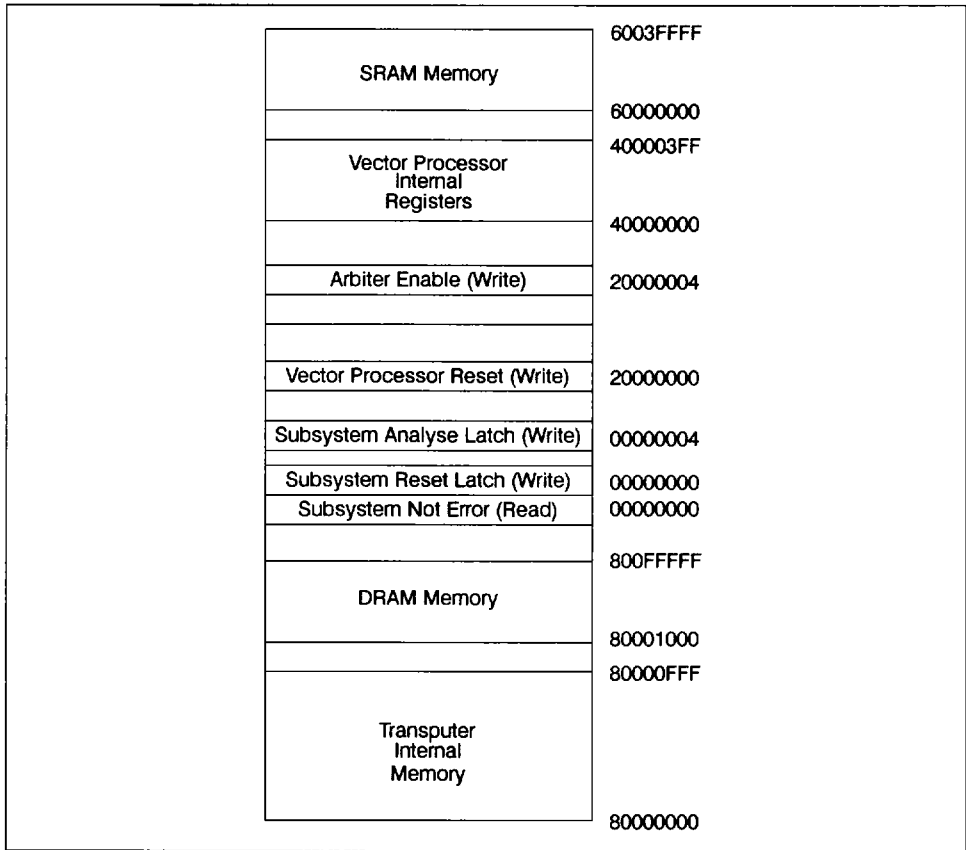 6003FFFF
SRAM Memory
60000000
400003FF
Vector Processor
Internal
Registers
40000000
Arbiter Enable (Write) 20000004
Vector Processor Reset (Write) 20000000
Subsystem Analyse Latch (Write) 00000004
Subsystem Reset Latch (Write) 00000000
Subsystem Not Error (Read) 00000000
800FFFFF
DRAM Memory
80001000
80000FFF
Transputer
Internal
Memory
80000000